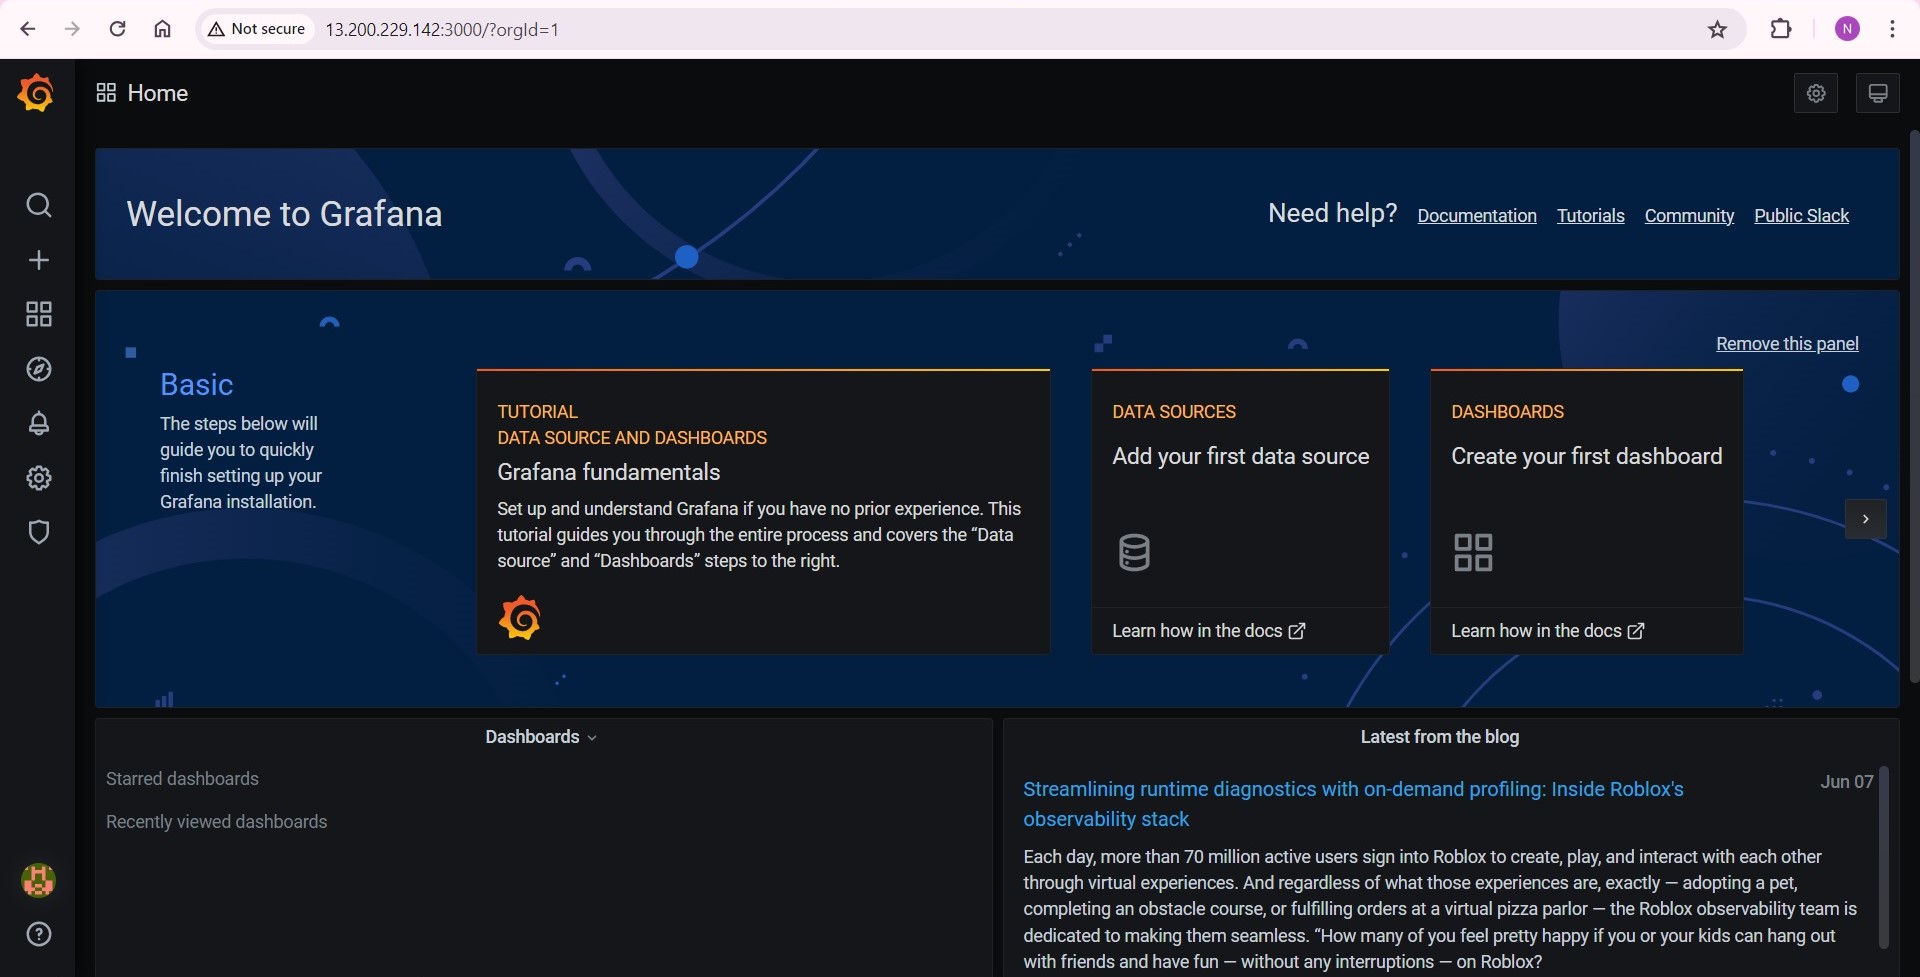 Not secure
13.200.229.142:3000/?orgId=1
N
Home
Welcome to Grafana
Need help?
Documentation
Tutorials
Community
Public Slack
Remove this panel
Basic
The steps below will
guide you to quickly
finish setting up your
Grafana installation.
TUTORIAL
DATA SOURCE AND DASHBOARDS
Grafana fundamentals
Set up and understand Grafana if you have no prior experience. This
tutorial guides you through the entire process and covers the “Data
source” and “Dashboards” steps to the right.
DATA SOURCES
Add your first data source
Learn how in the docs
DASHBOARDS
Create your first dashboard
Learn how in the docs
Dashboards
Starred dashboards
Recently viewed dashboards
Latest from the blog
Streamlining runtime diagnostics with on-demand profiling: Inside Roblox's
observability stack
Jun 07
Each day, more than 70 million active users sign into Roblox to create, play, and interact with each other
through virtual experiences. And regardless of what those experiences are, exactly — adopting a pet,
completing an obstacle course, or fulfilling orders at a virtual pizza parlor — the Roblox observability team is
dedicated to making them seamless. “How many of you feel pretty happy if you or your kids can hang out
with friends and have fun — without any interruptions — on Roblox?